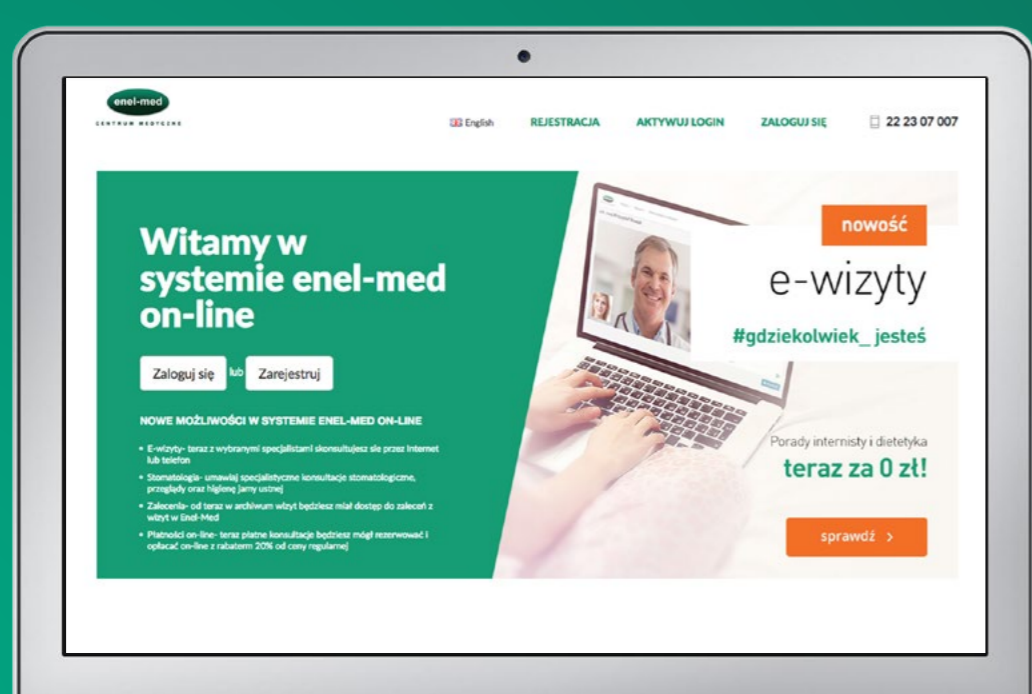 enel-med
CENTRUM MEDYCZNE
English
REJESTRACJA
AKTYWUJ LOGIN
ZALOGUJ SIĘ
22 23 07 007
Witamy w
systemie enel-med
on-line
Zaloguj się lub Zarejestruj
NOWE MOŻLIWOŚCI W SYSTEMIE ENEL-MED ON-LINE
• E-wizyty- teraz z wybranymi specjalistami skonsultujesz sie przez internet
lub telefon
• Stomatologia- umawiaj specjalistyczne konsultacje stomatologiczne,
przeglądy oraz higienę jamy ustnej
• Zalecenia- od teraz w archiwum wizyt będziesz miał dostęp do zaleceń z
wizyt w Enel-Med
• Płatności on-line- teraz płatne konsultacje będziesz mógł rezerwować i
opłacać on-line z rabatem 20% od ceny regularnej
nowość
e-wizyty
#gdziekolwiek_ jesteś
Porady internisty i dietetyka
teraz za 0 zł!
sprawdź >